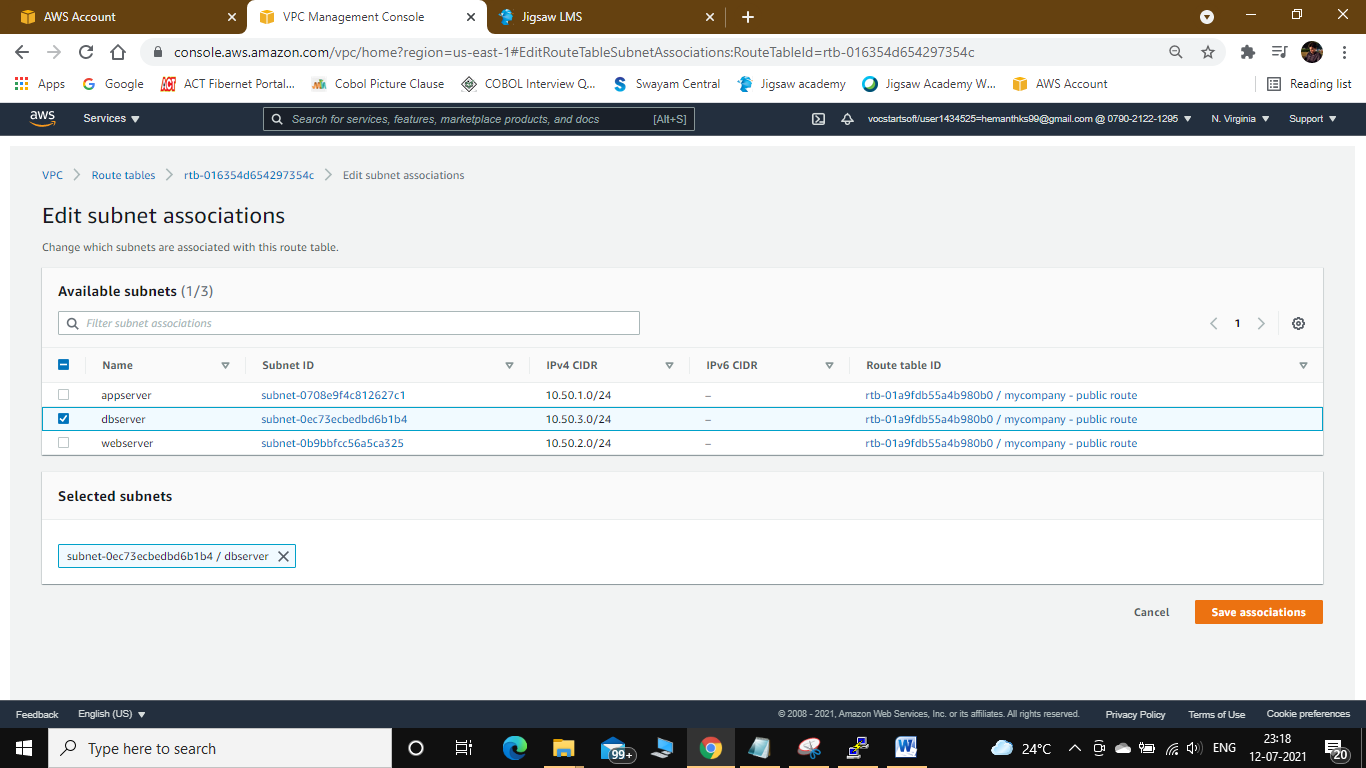 AWS Account
VPC Management Console
Jigsaw LMS
console.aws.amazon.com/vpc/home?region=us-east-1#EditRouteTableSubnetAssociations:RouteTableId=rtb-016354d654297354c
Apps
Google
ACT Fibernet Portal...
Cobol Picture Clause
COBOL Interview Q...
Swayam Central
Jigsaw academy
Jigsaw Academy W...
AWS Account
Reading list
aws
Services
Search for services, features, marketplace products, and docs
[Alt+S]
vocstartsoft/user1434525=hemanthks99@gmail.com @ 0790-2122-1295
N. Virginia
Support
VPC
Route tables
rtb-016354d654297354c
Edit subnet associations
Edit subnet associations
Change which subnets are associated with this route table.
Available subnets (1/3)
Filter subnet associations
1
Name Subnet ID IPv4 CIDR IPv6 CIDR Route table ID
appserver subnet-0708e9f4c812627c1 10.50.1.0/24 – rtb-01a9fdb55a4b980b0 / mycompany - public route
dbserver subnet-0ec73ecbedbd6b1b4 10.50.3.0/24 – rtb-01a9fdb55a4b980b0 / mycompany - public route
webserver subnet-0b9bbfcc56a5ca325 10.50.2.0/24 – rtb-01a9fdb55a4b980b0 / mycompany - public route
Selected subnets
subnet-0ec73ecbedbd6b1b4 / dbserver
Cancel
Save associations
Feedback
English (US)
© 2008 - 2021, Amazon Web Services, Inc. or its affiliates. All rights reserved.
Privacy Policy
Terms of Use
Cookie preferences
Type here to search
99+
24°C
ENG
23:18
12-07-2021
20